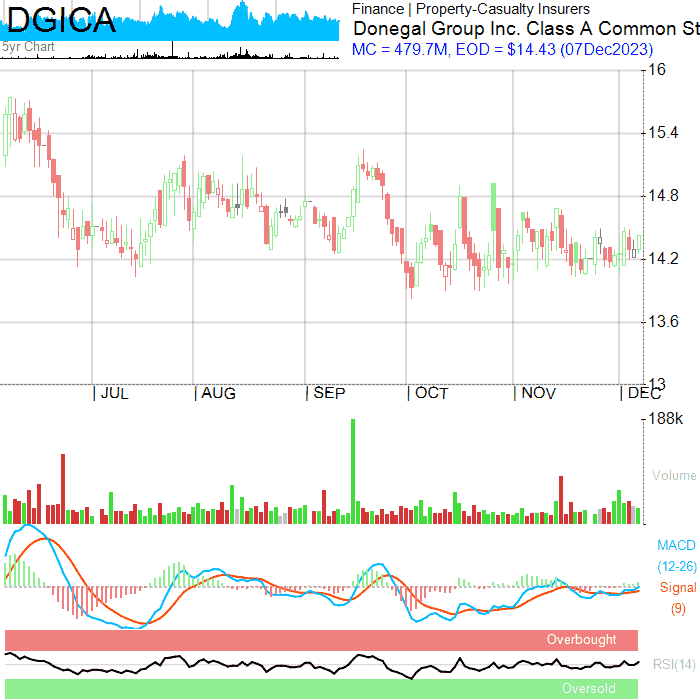 DGICA
5yr Chart
Finance | Property-Casualty Insurers
Donegal Group Inc. Class A Common St
MC = 479.7M, EOD = $14.43 (07Dec2023)
16
15.4
14.8
14.2
13.6
13
| JUL | AUG | SEP | OCT | NOV | DEC
188k
Volume
MACD
(12-26)
Signal
(9)
Overbought
RSI(14)
Oversold